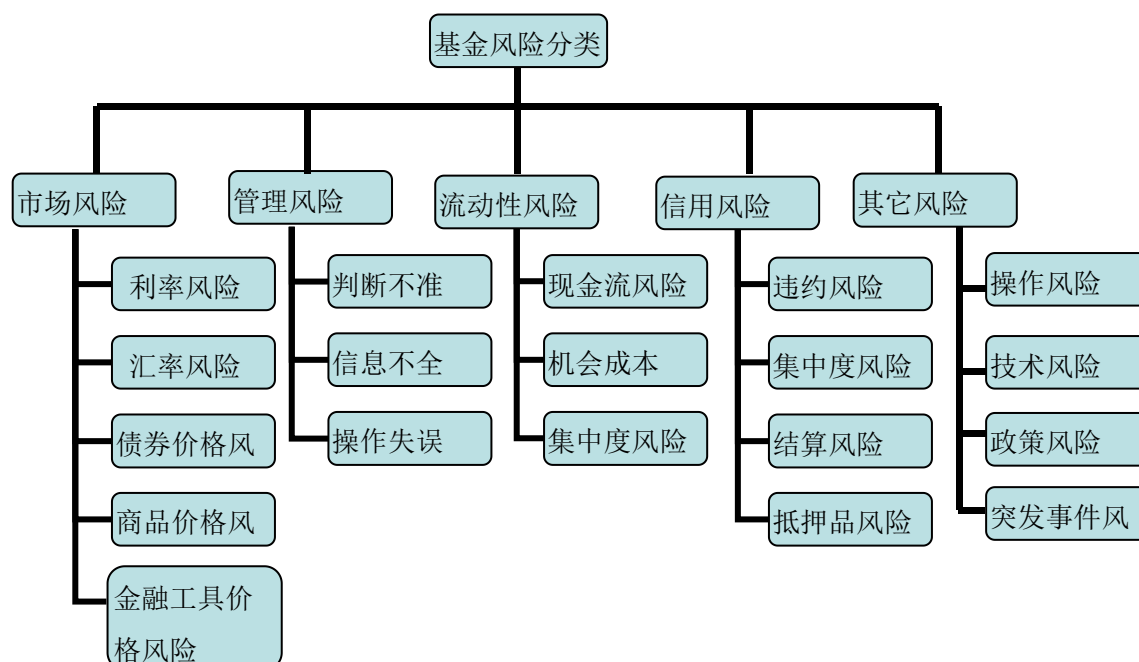 基金风险分类
市场风险
管理风险
流动性风险
信用风险
其它风险
利率风险
汇率风险
债券价格风
商品价格风
金融工具价
格风险
判断不准
信息不全
操作失误
现金流风险
机会成本
集中度风险
违约风险
集中度风险
结算风险
抵押品风险
操作风险
技术风险
政策风险
突发事件风